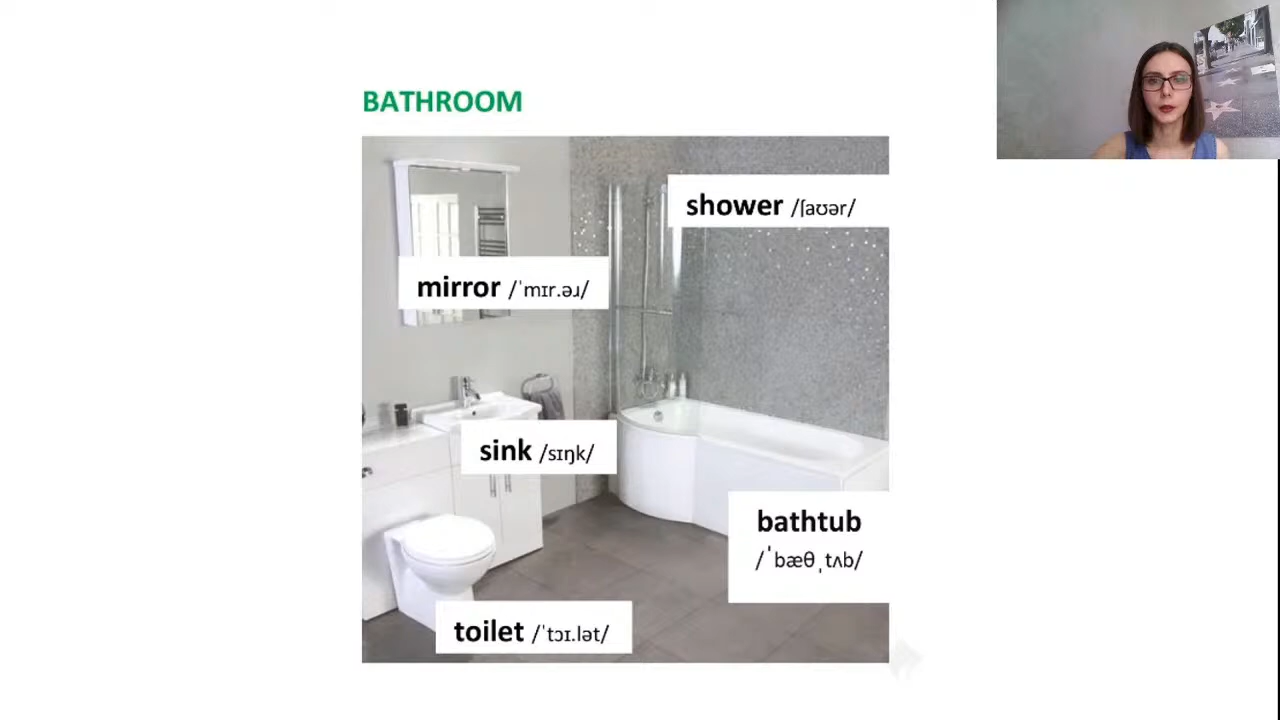 BATHROOM
shower /ʃaʊər/
mirror /ˈmɪr.əɹ/
sink /sɪŋk/
bathtub
/ˈbæθˌtʌb/
toilet /ˈtɔɪ.lət/